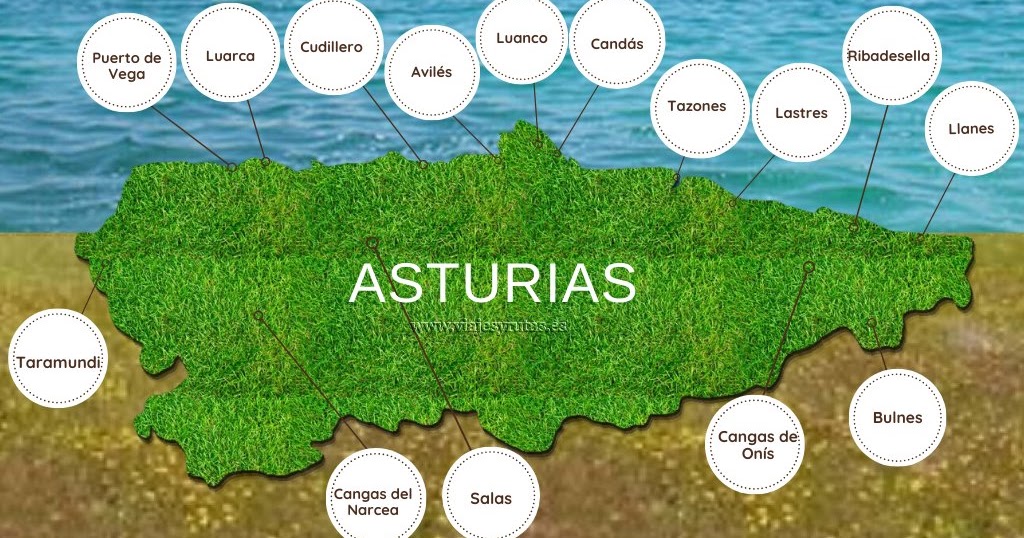 Puerto de
Vega
Luarca
Cudillero
Avilés
Luanco
Candás
Tazones
Lastres
Ribadesella
Llanes
ASTURIAS
www.viajesyrutas.es
Taramundi
Cangas del
Narcea
Salas
Cangas de
Onís
Bulnes